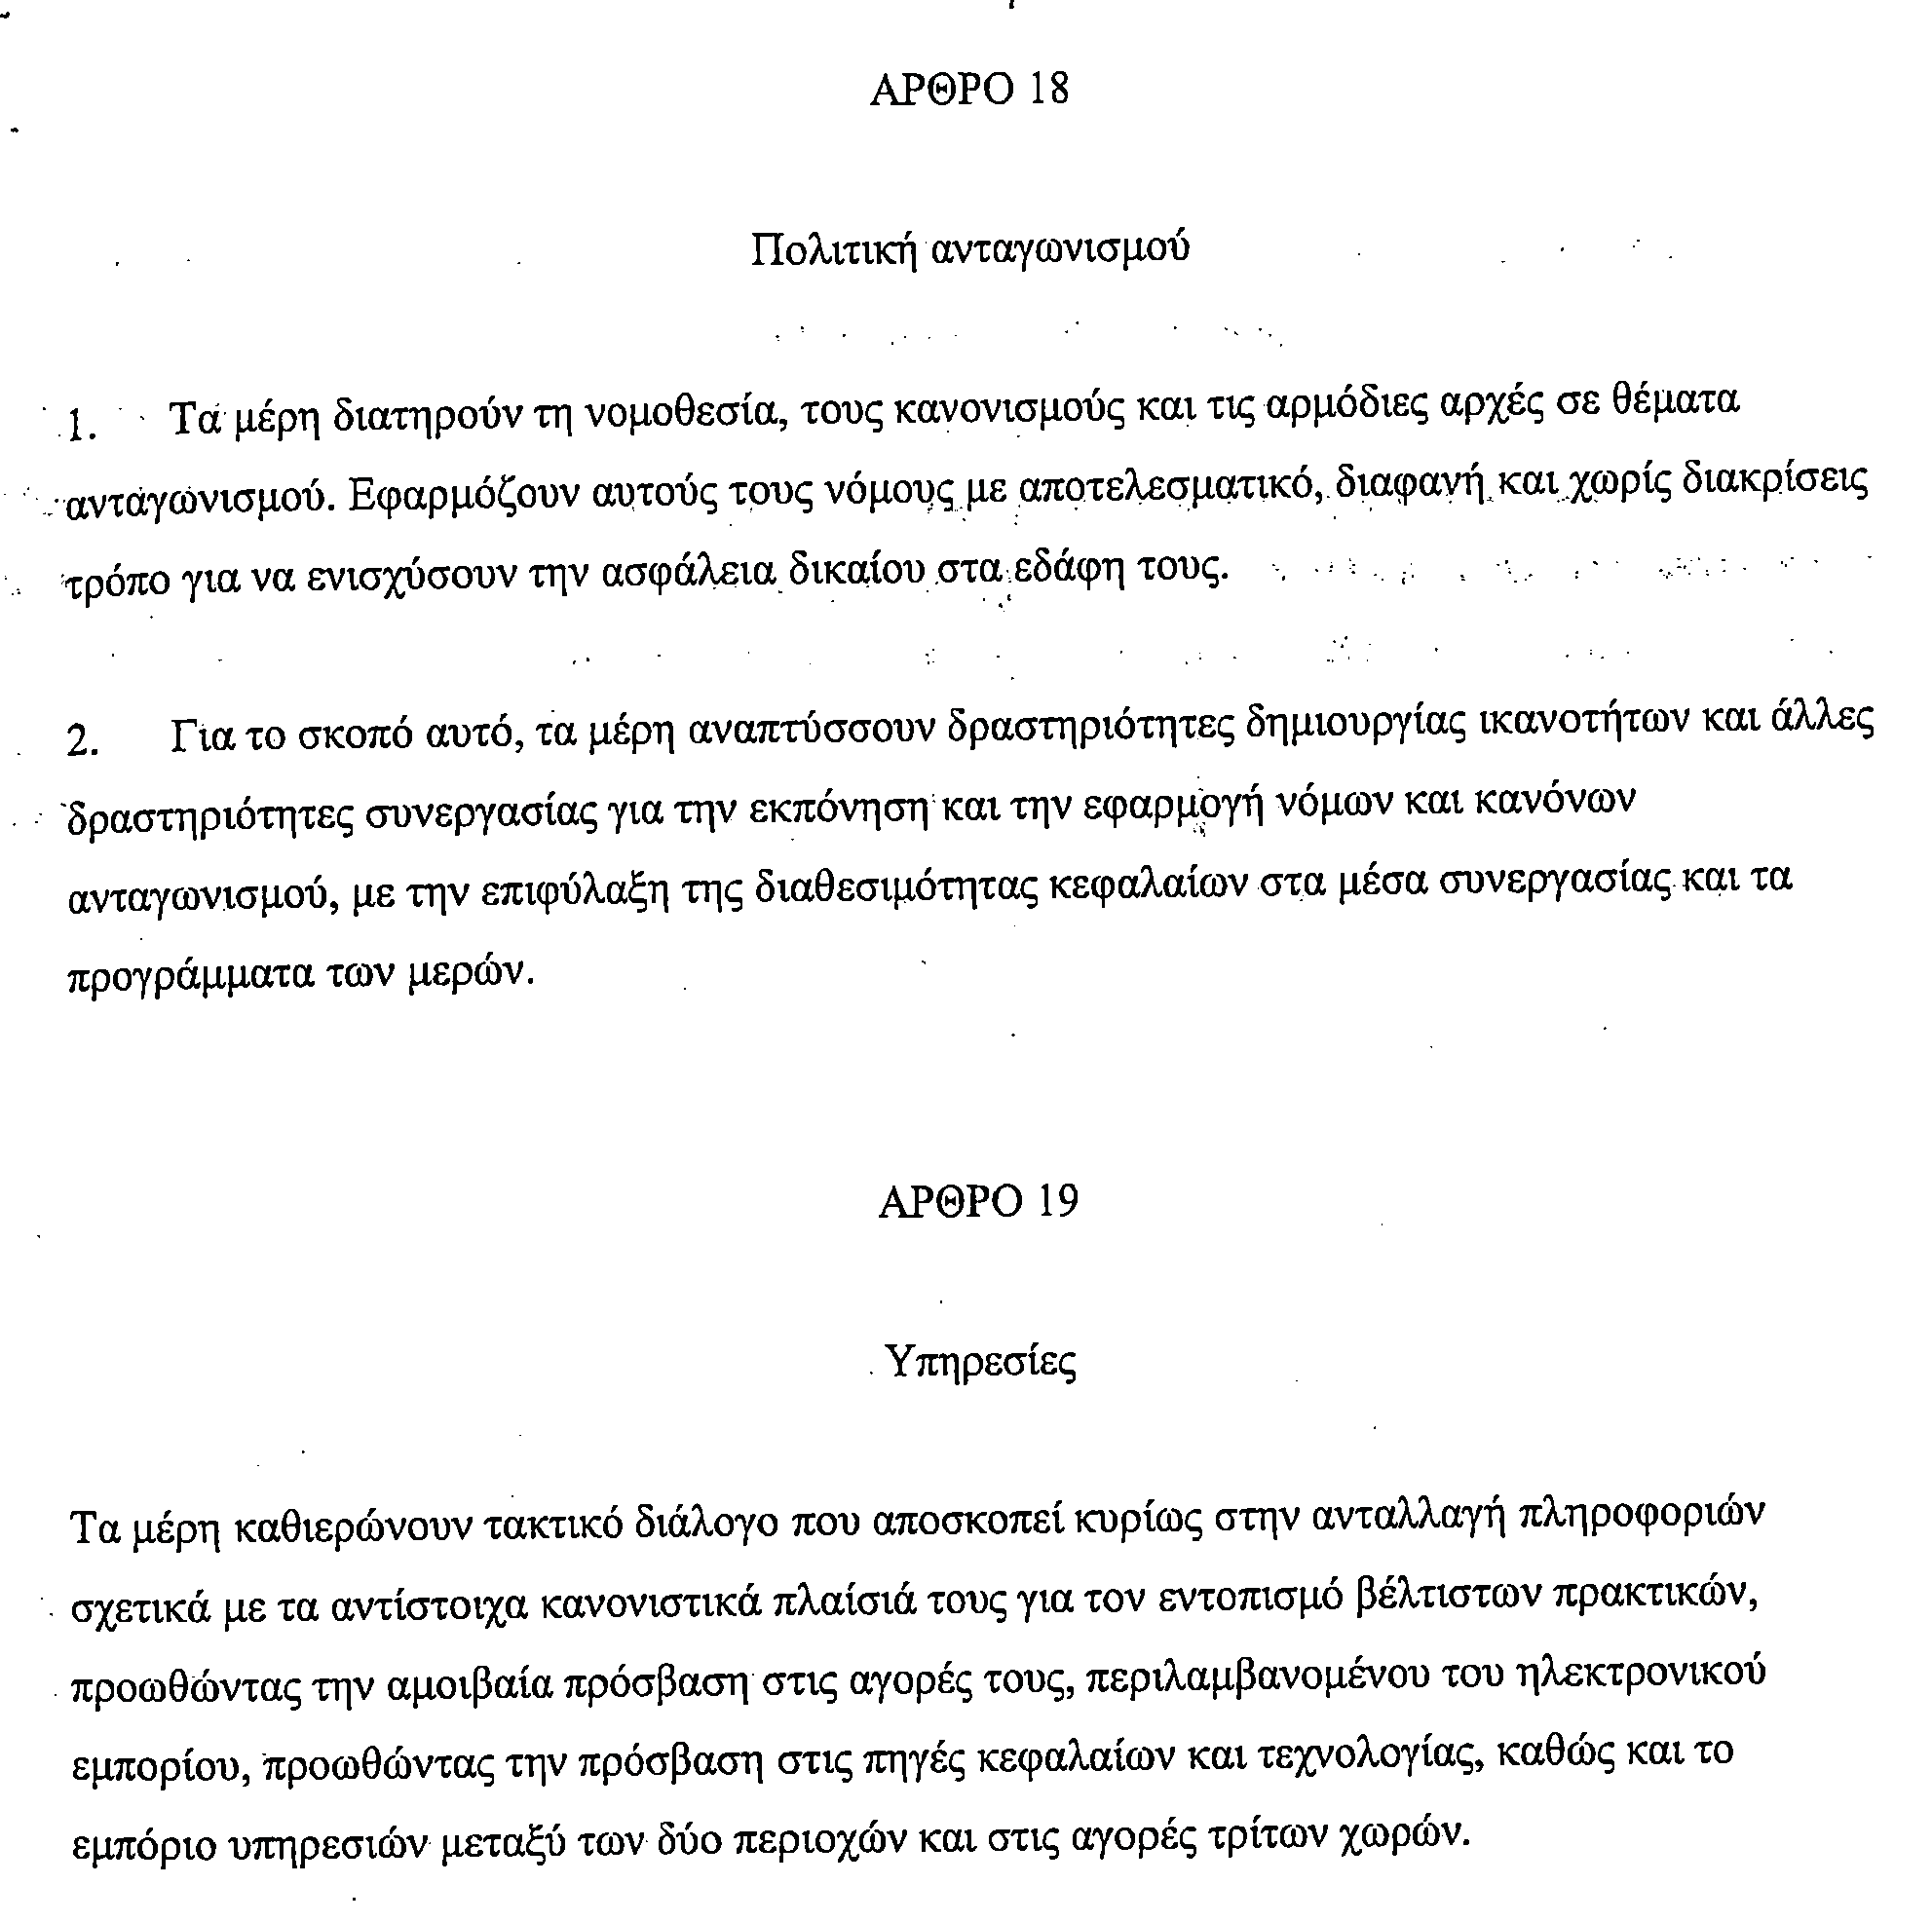 ΑΡΘΡΟ 18
Πολιτική ανταγωνισμού
1. Τα μέρη διατηρούν τη νομοθεσία, τους κανονισμούς και τις αρμόδιες αρχές σε θέματα
ανταγωνισμού. Εφαρμόζουν αυτούς τους νόμους με αποτελεσματικό, διαφανή και χωρίς διακρίσεις
τρόπο για να ενισχύσουν την ασφάλεια δικαίου στα εδάφη τους.
2. Για το σκοπό αυτό, τα μέρη αναπτύσσουν δραστηριότητες δημιουργίας ικανοτήτων και άλλες
δραστηριότητες συνεργασίας για την εκπόνηση και την εφαρμογή νόμων και κανόνων
ανταγωνισμού, με την επιφύλαξη της διαθεσιμότητας κεφαλαίων στα μέσα συνεργασίας και τα
προγράμματα των μερών.
ΑΡΘΡΟ 19
Υπηρεσίες
Τα μέρη καθιερώνουν τακτικό διάλογο που αποσκοπεί κυρίως στην ανταλλαγή πληροφοριών
σχετικά με τα αντίστοιχα κανονιστικά πλαίσιά τους για τον εντοπισμό βέλτιστων πρακτικών,
προωθώντας την αμοιβαία πρόσβαση στις αγορές τους, περιλαμβανομένου του ηλεκτρονικού
εμπορίου, προωθώντας την πρόσβαση στις πηγές κεφαλαίων και τεχνολογίας, καθώς και το
εμπόριο υπηρεσιών μεταξύ των δύο περιοχών και στις αγορές τρίτων χωρών.